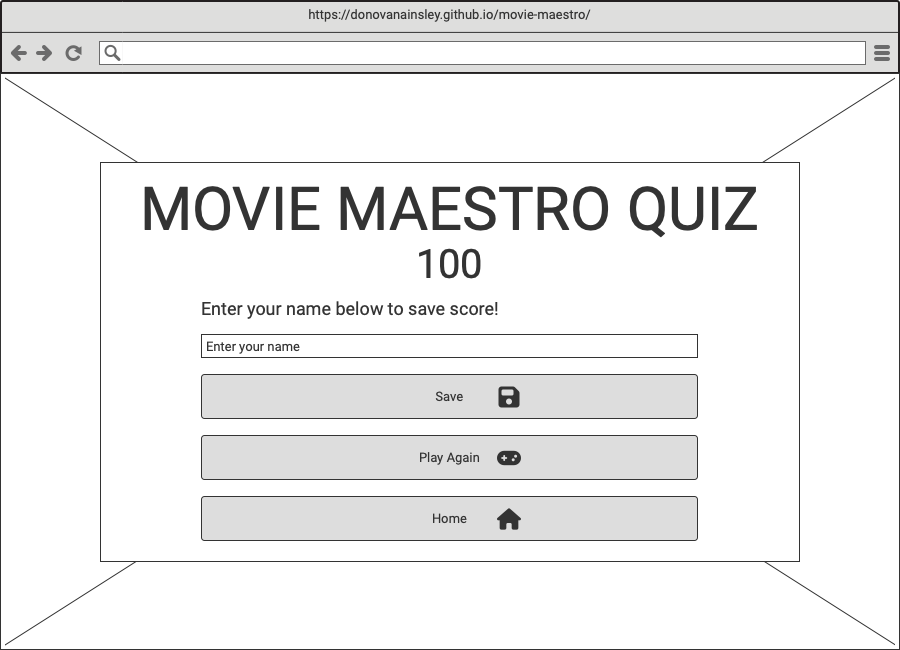 https://donovanainsley.github.io/movie-maestro/
MOVIE MAESTRO QUIZ
100
Enter your name below to save score!
Enter your name
Save
Play Again
Home